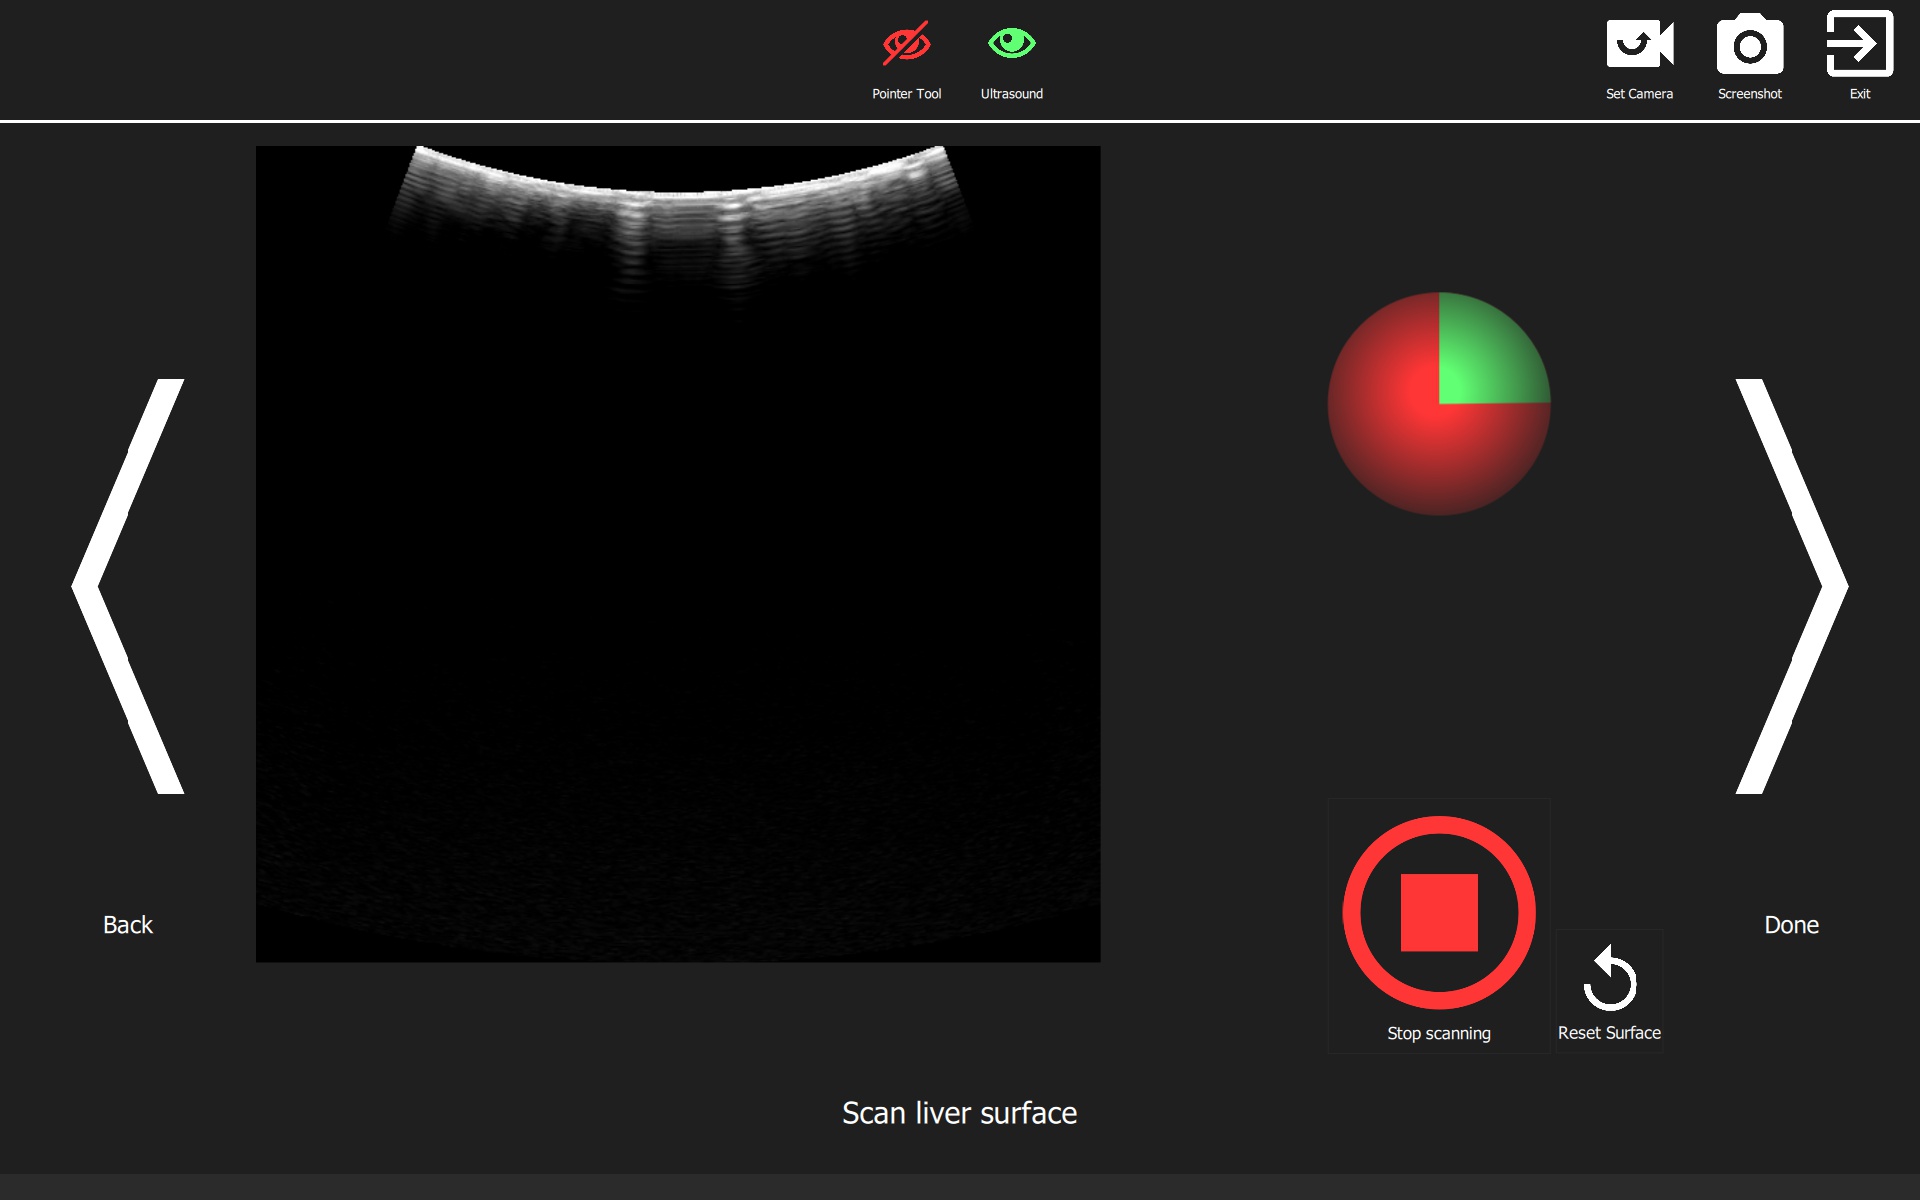 Pointer Tool
Ultrasound
Set Camera
Screenshot
Exit
Back
Done
Stop scanning
Reset Surface
Scan liver surface